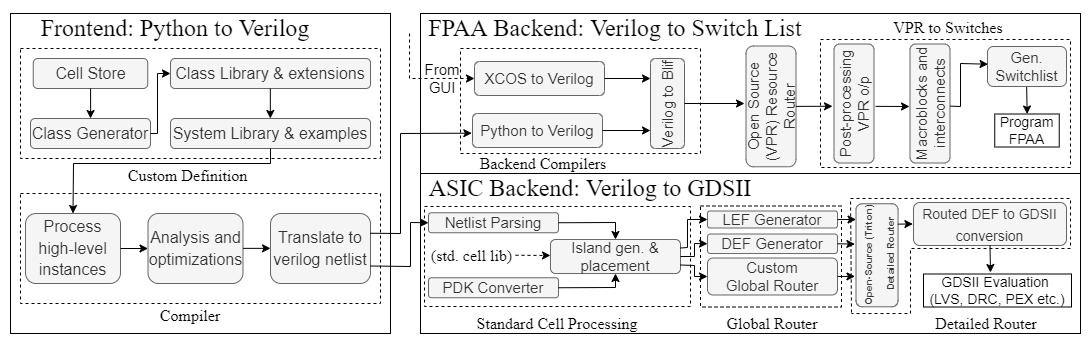 Frontend: Python to Verilog
Cell Store
Class Library & extensions
Class Generator
System Library & examples
Custom Definition
Process
high-level
instances
Analysis and
optimizations
Translate to
verilog netlist
Compiler
FPAA Backend: Verilog to Switch List
From
GUI
XCOS to Verilog
Python to Verilog
Verilog to Blif
Backend Compilers
Open Source
(VPR) Resource
Router
VPR to Switches
Post-processing
VPR o/p
Macroblocks and
interconnects
Gen.
Switchlist
Program
FPAA
ASIC Backend: Verilog to GDSII
Netlist Parsing
(std. cell lib)
PDK Converter
Island gen. &
placement
Standard Cell Processing
LEF Generator
DEF Generator
Custom
Global Router
Global Router
Open-Source (Triton)
Detailed Router
Routed DEF to GDSII
conversion
GDSII Evaluation
(LVS, DRC, PEX etc.)
Detailed Router